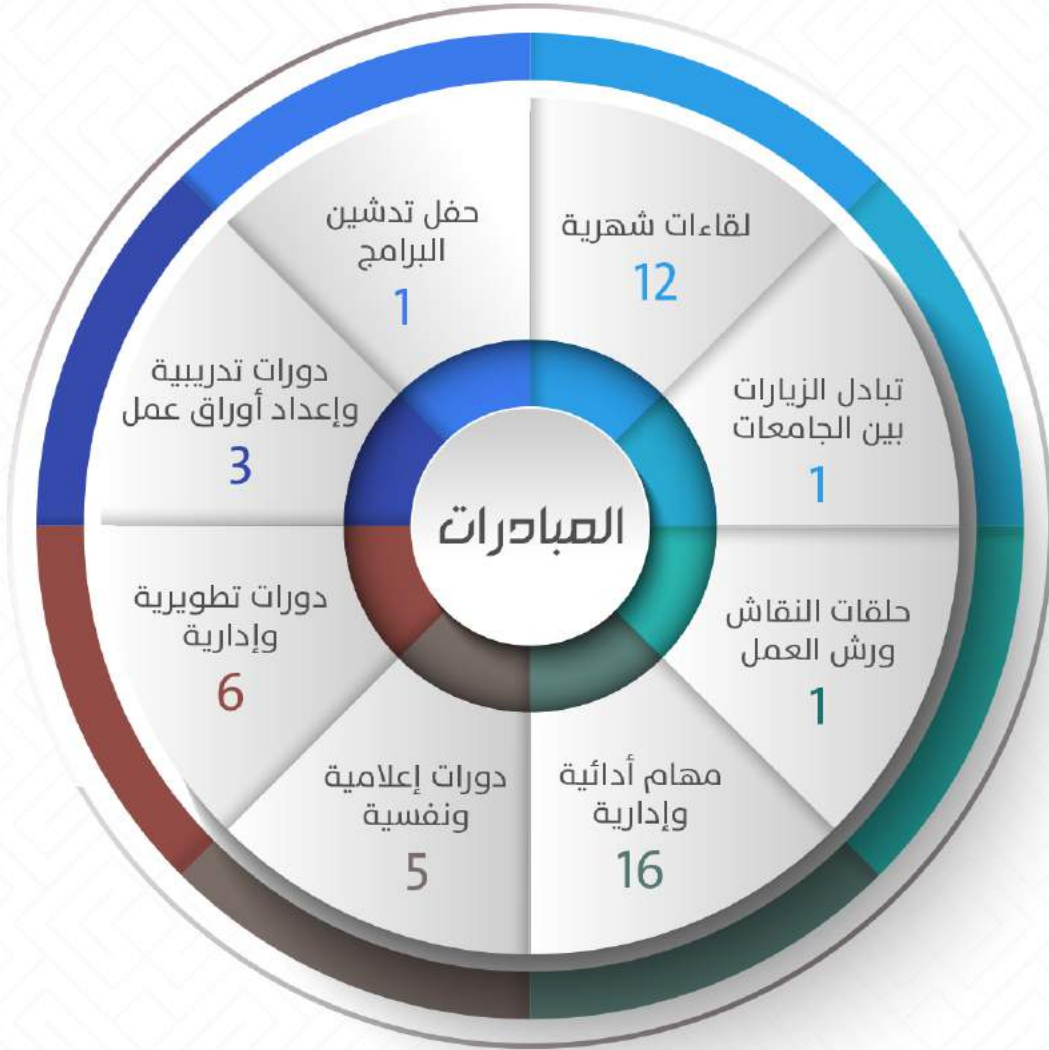 المبادرات
لقاءات شهرية
12
تبادل الزيارات
بين الجامعات
1
حلقات النقاش
ورش العمل
1
مهام أدائية
وإدارية
16
دورات إعلامية
ونفسية
5
دورات تطويرية
وإدارية
6
دورات تدريبية
وإعداد أوراق عمل
3
حفل تدشين
البرامج
1